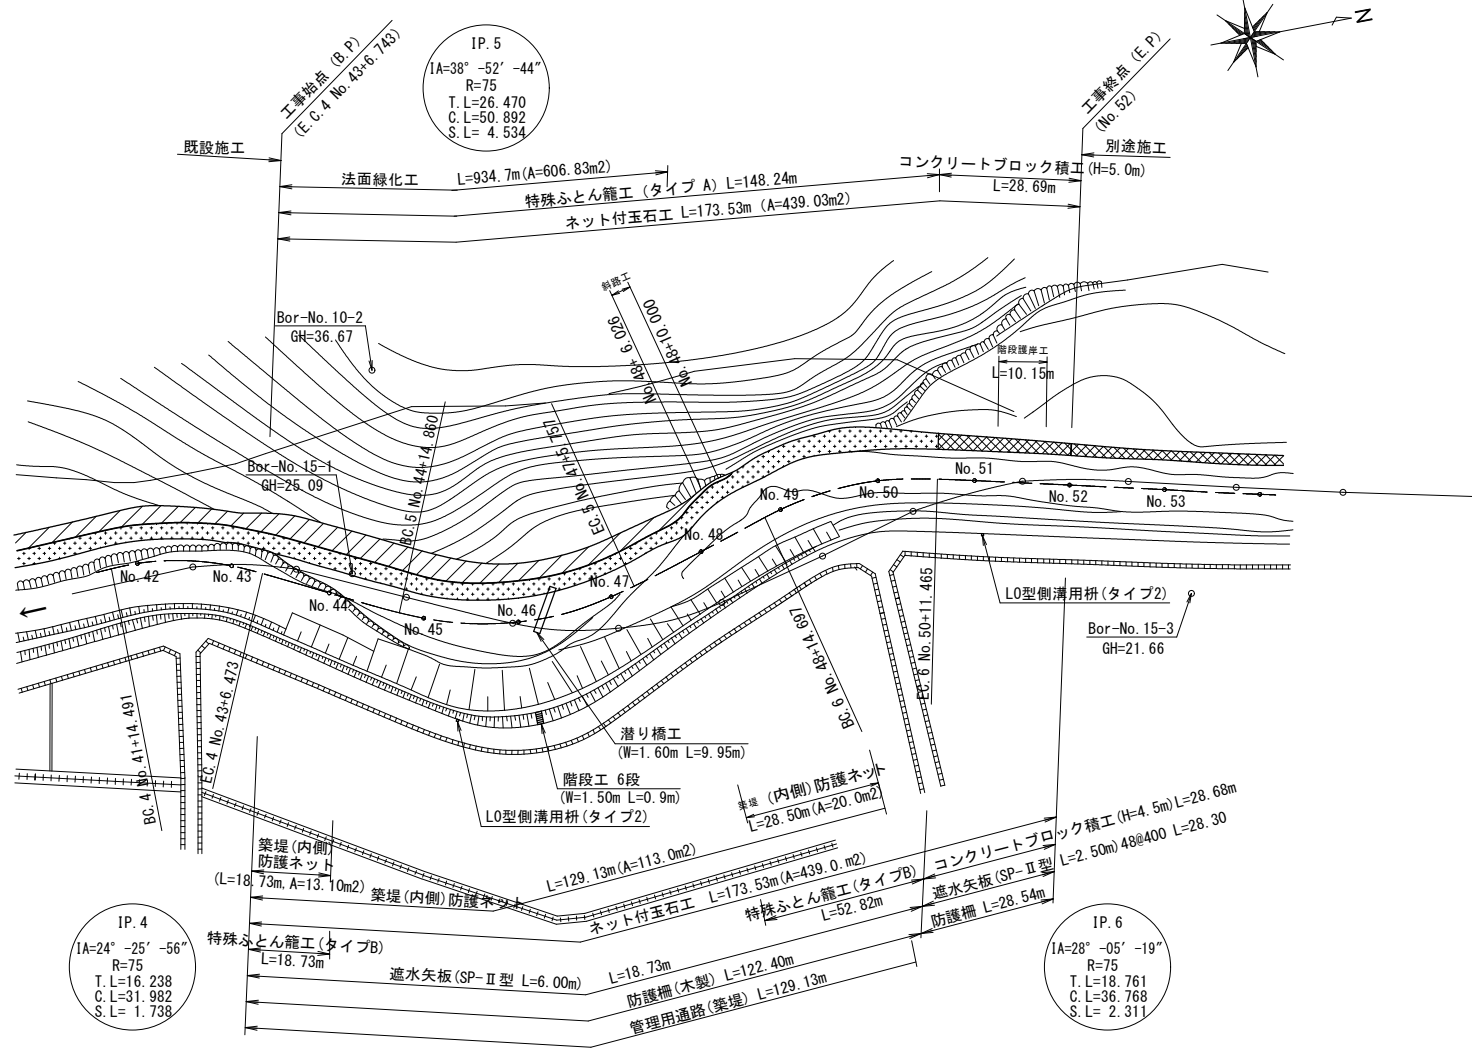 工事始点 (B.P)
(E.C.4 No.43+6.743)
IP.5
IA=38° -52′ -44″
R=75
T.L=26.470
C.L=50.892
S.L= 4.534
N
工事終点 (E.P)
(No.52)
既設施工
別途施工
法面緑化工 L=934.7m(A=606.83m2)
コンクリートブロック積工(H=5.0m)
L=28.69m
特殊ふとん籠工 (タイプ A) L=148.24m
ネット付玉石工 L=173.53m (A=439.03m2)
斜路工
No.48+ 6.026
No.48+10.000
Bor-No.10-2
GH=36.67
階段護岸工
L=10.15m
BC.5 No.44+14.860
EC.5 No.47+5.757
Bor-No.15-1
GH=25.09
No.42
No.43
No.44
No.45
No.46
No.47
No.48
No.49
No.50
No.51
No.52
No.53
LO型側溝用枡(タイプ2)
Bor-No.15-3
GH=21.66
BC.4 No.41+14.491
EC.4 No.43+6.473
BC.6 No.48+14.697
EC.6 No.50+11.465
潜り橋工
(W=1.60m L=9.95m)
階段工 6段
(W=1.50m L=0.9m)
LO型側溝用枡(タイプ2)
築堤 (内側)防護ネット
L=28.50m(A=20.0m2)
築堤(内側)
防護ネット
(L=18.73m,A=13.10m2)
築堤(内側)防護ネット
L=129.13m(A=113.0m2)
ネット付玉石工 L=173.53m(A=439.0.m2)
コンクリートブロック積工(H=4.5m)L=28.68m
特殊ふとん籠工(タイプB)
L=52.82m
遮水矢板(SP-Ⅱ型 L=2.50m)48@400 L=28.30
防護柵 L=28.54m
特殊ふとん籠工(タイプB)
L=18.73m
遮水矢板(SP-Ⅱ型 L=6.00m) L=18.73m
防護柵(木製) L=122.40m
管理用通路(築堤) L=129.13m
IP.4
IA=24° -25′ -56″
R=75
T.L=16.238
C.L=31.982
S.L= 1.738
IP.6
IA=28° -05′ -19″
R=75
T.L=18.761
C.L=36.768
S.L= 2.311